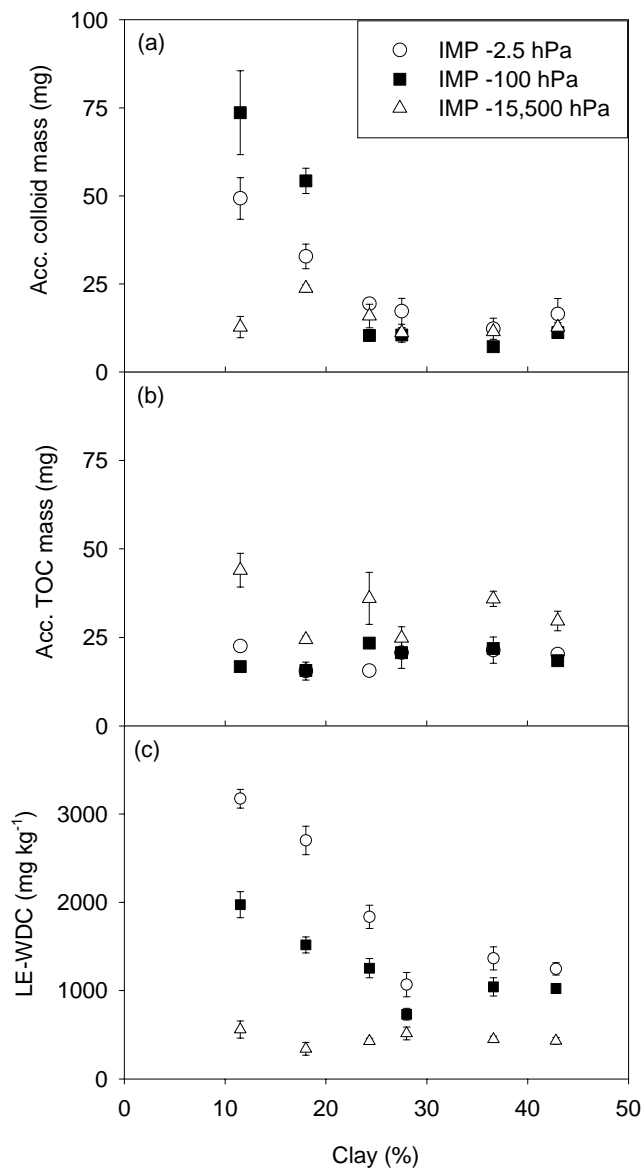 (a)
IMP -2.5 hPa
IMP -100 hPa
IMP -15,500 hPa
Acc. colloid mass (mg)
100
75
50
25
0
(b)
Acc. TOC mass (mg)
75
50
25
0
(c)
LE-WDC (mg kg⁻¹)
3000
2000
1000
0
0 10 20 30 40 50
Clay (%)